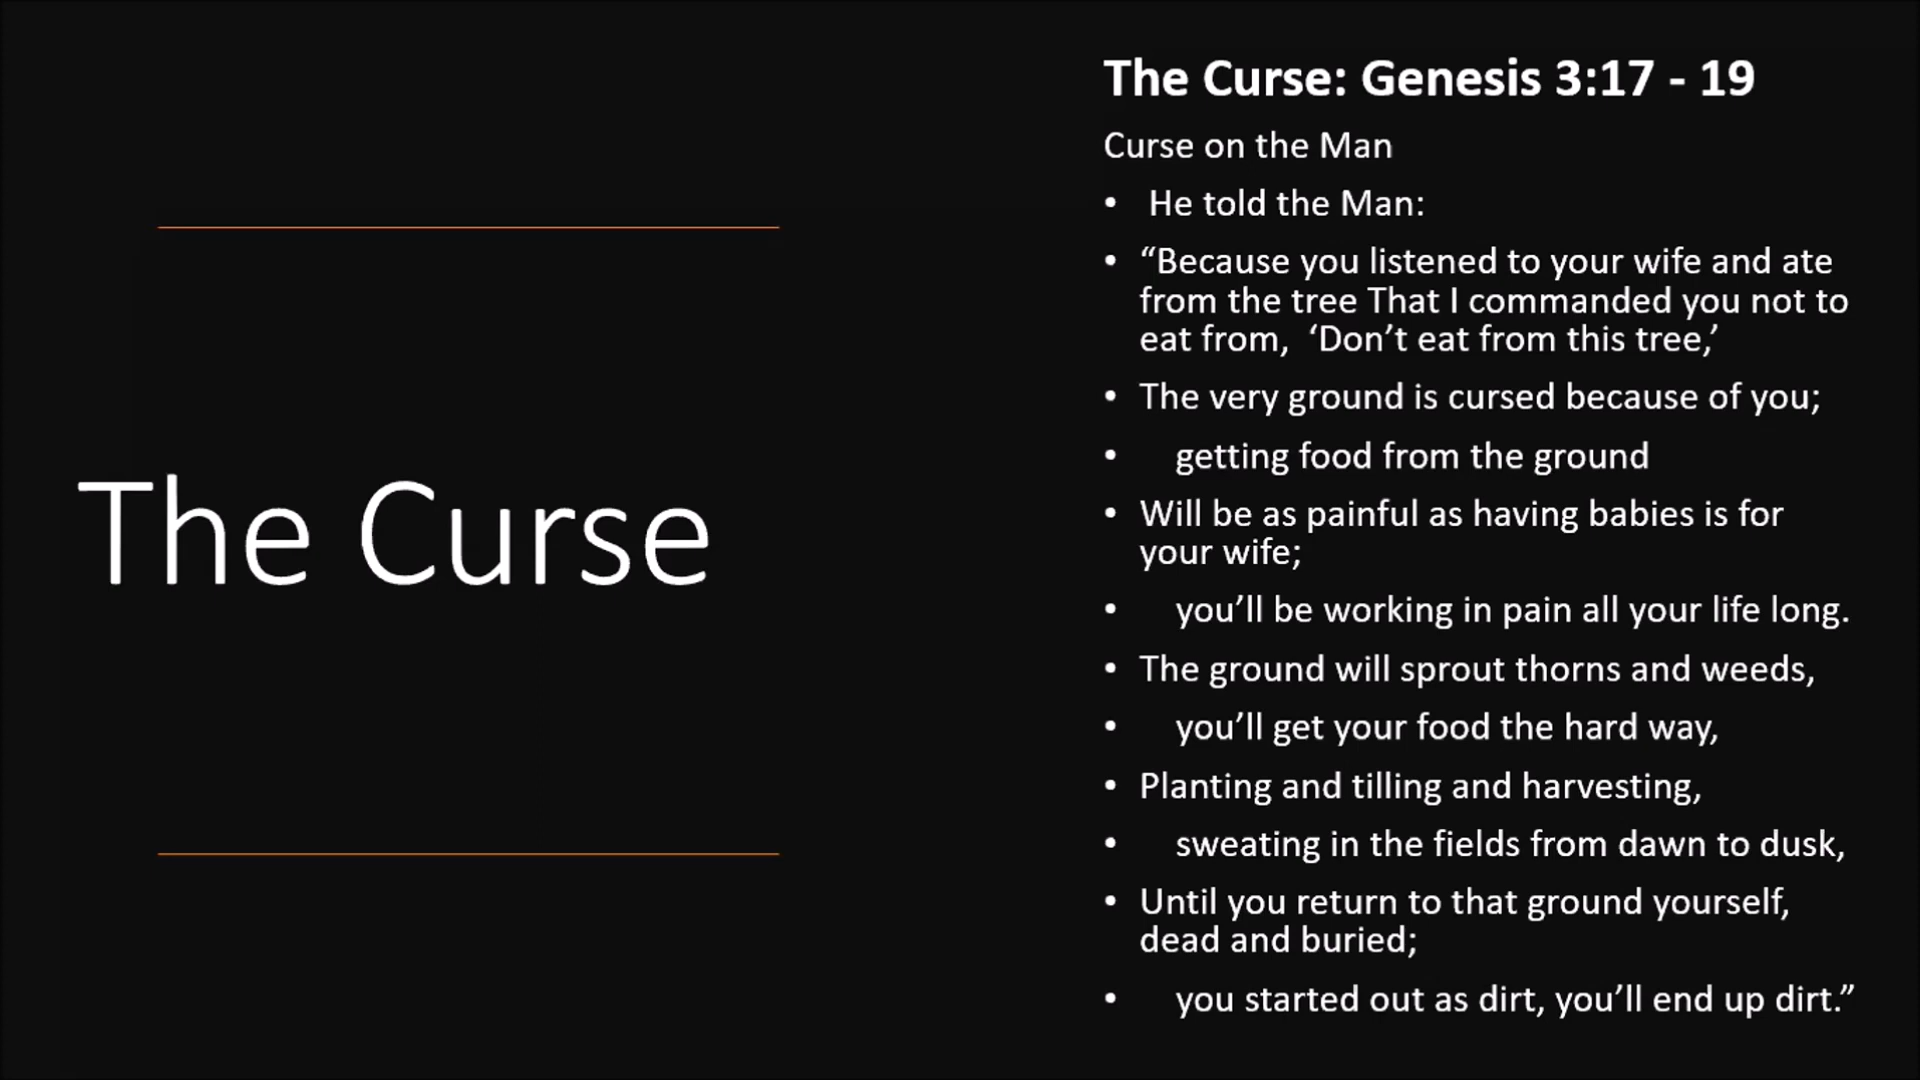 The Curse
The Curse: Genesis 3:17 - 19
Curse on the Man
• He told the Man:
• “Because you listened to your wife and ate
from the tree That I commanded you not to
eat from,  ‘Don’t eat from this tree,’
• The very ground is cursed because of you;
• getting food from the ground
• Will be as painful as having babies is for
your wife;
• you’ll be working in pain all your life long.
• The ground will sprout thorns and weeds,
• you’ll get your food the hard way,
• Planting and tilling and harvesting,
• sweating in the fields from dawn to dusk,
• Until you return to that ground yourself,
dead and buried;
• you started out as dirt, you’ll end up dirt.”